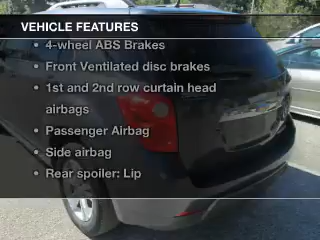 VEHICLE FEATURES
• 4-wheel ABS Brakes
• Front Ventilated disc brakes
• 1st and 2nd row curtain head
airbags
• Passenger Airbag
• Side airbag
• Rear spoiler: Lip